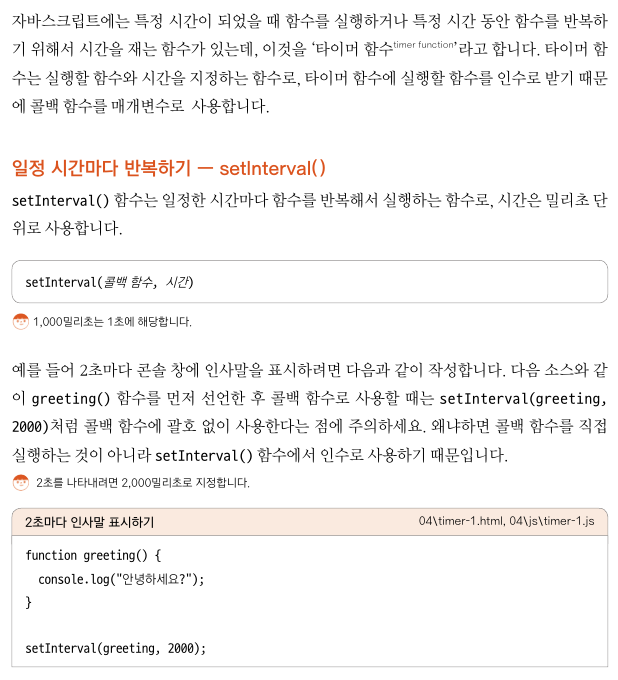 자바스크립트에는 특정 시간이 되었을 때 함수를 실행하거나 특정 시간 동안 함수를 반복하
기 위해서 시간을 재는 함수가 있는데, 이것을 ‘타이머 함수timer function’라고 합니다. 타이머 함
수는 실행할 함수와 시간을 지정하는 함수로, 타이머 함수에 실행할 함수를 인수로 받기 때문
에 콜백 함수를 매개변수로 사용합니다.
일정 시간마다 반복하기 — setInterval()
setInterval() 함수는 일정한 시간마다 함수를 반복해서 실행하는 함수로, 시간은 밀리초 단
위로 사용합니다.
setInterval(콜백 함수, 시간)
1,000밀리초는 1초에 해당합니다.
예를 들어 2초마다 콘솔 창에 인사말을 표시하려면 다음과 같이 작성합니다. 다음 소스와 같
이 greeting() 함수를 먼저 선언한 후 콜백 함수로 사용할 때는 setInterval(greeting,
2000)처럼 콜백 함수에 괄호 없이 사용한다는 점에 주의하세요. 왜냐하면 콜백 함수를 직접
실행하는 것이 아니라 setInterval() 함수에서 인수로 사용하기 때문입니다.
2초를 나타내려면 2,000밀리초로 지정합니다.
2초마다 인사말 표시하기 04\timer-1.html, 04\js\timer-1.js
function greeting() {
  console.log("안녕하세요?");
}
setInterval(greeting, 2000);